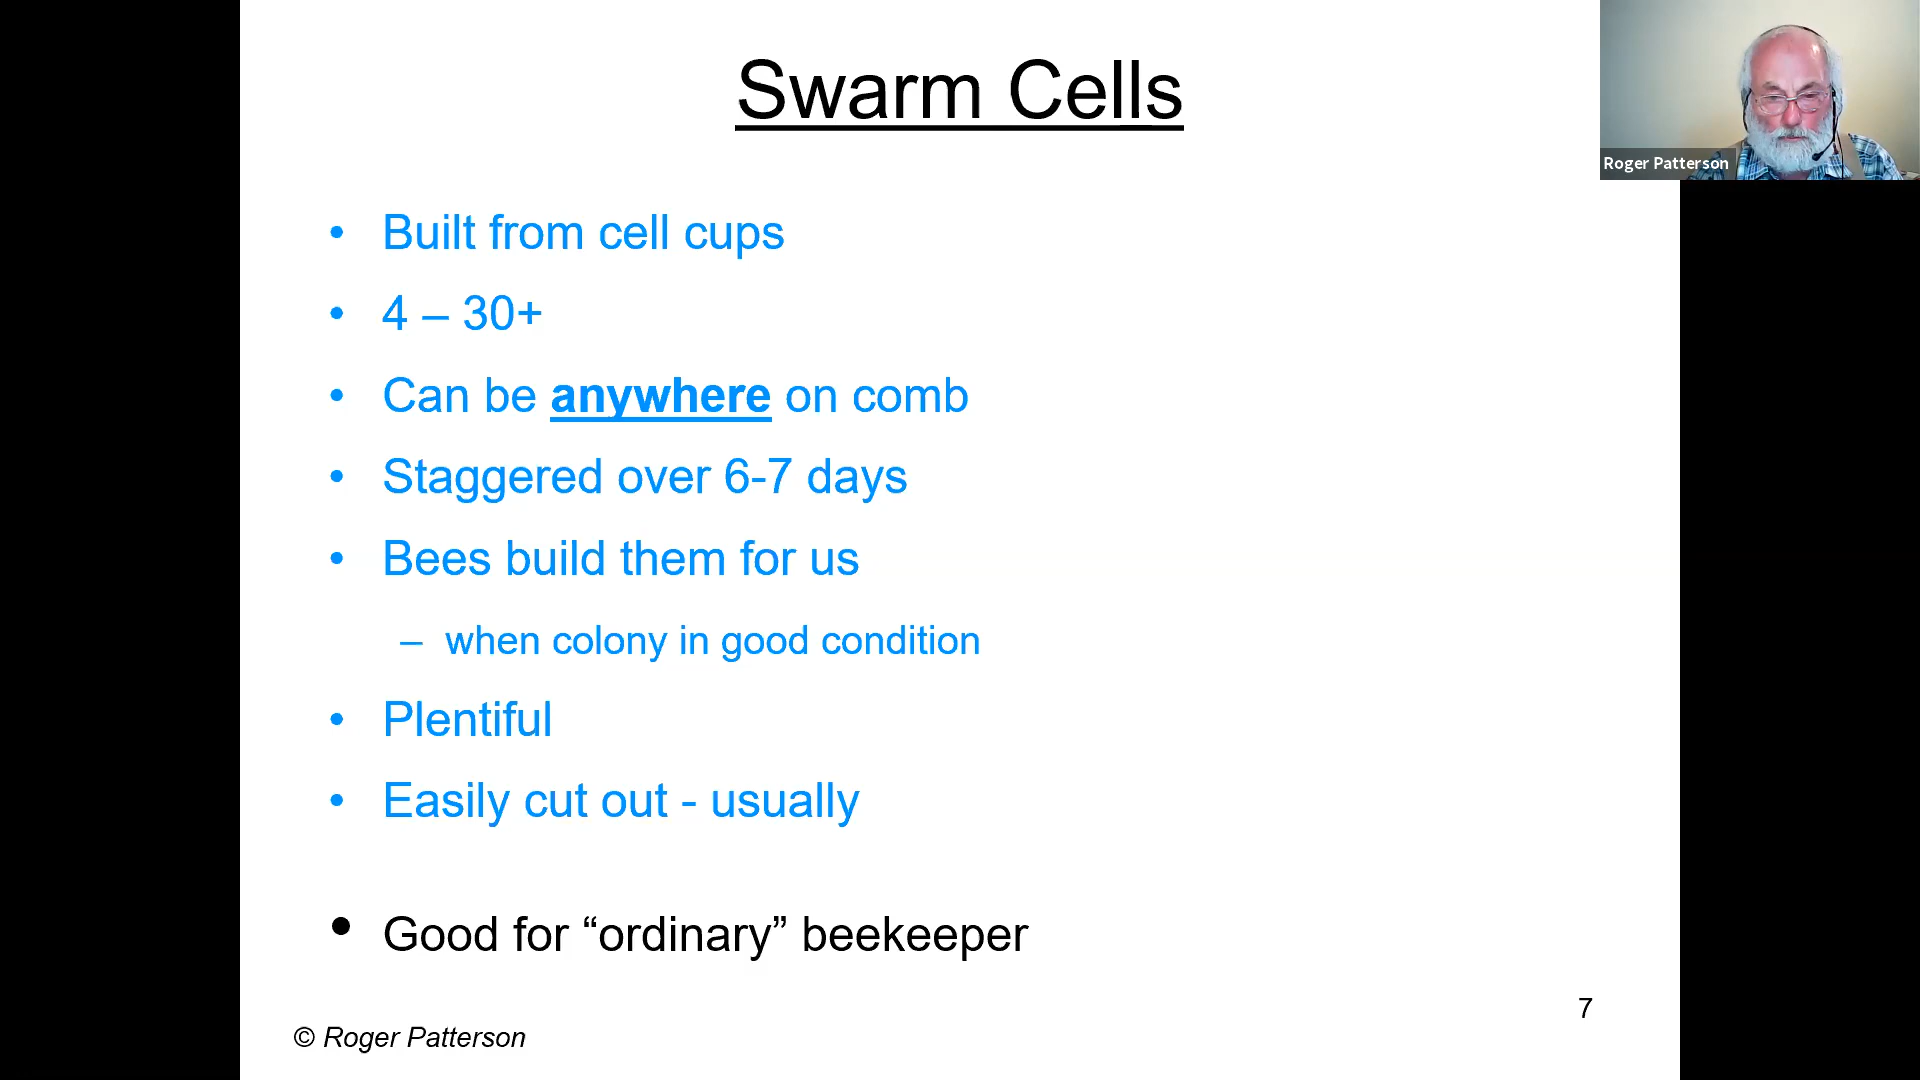 Swarm Cells
Roger Patterson
• Built from cell cups
• 4 – 30+
• Can be anywhere on comb
• Staggered over 6-7 days
• Bees build them for us
– when colony in good condition
• Plentiful
• Easily cut out - usually
• Good for “ordinary” beekeeper
7
© Roger Patterson